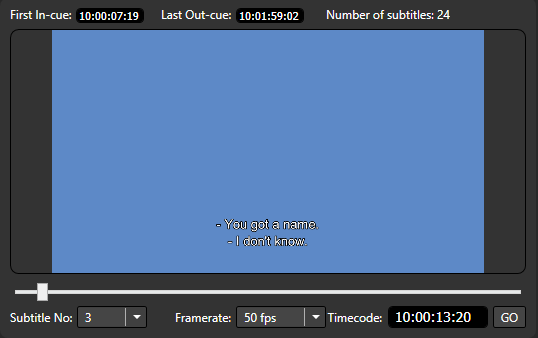 First In-cue: 10:00:07:19 Last Out-cue: 10:01:59:02 Number of subtitles: 24
- You got a name.
- I don't know.
Subtitle No: 3 Framerate: 50 fps Timecode: 10:00:13:20 GO